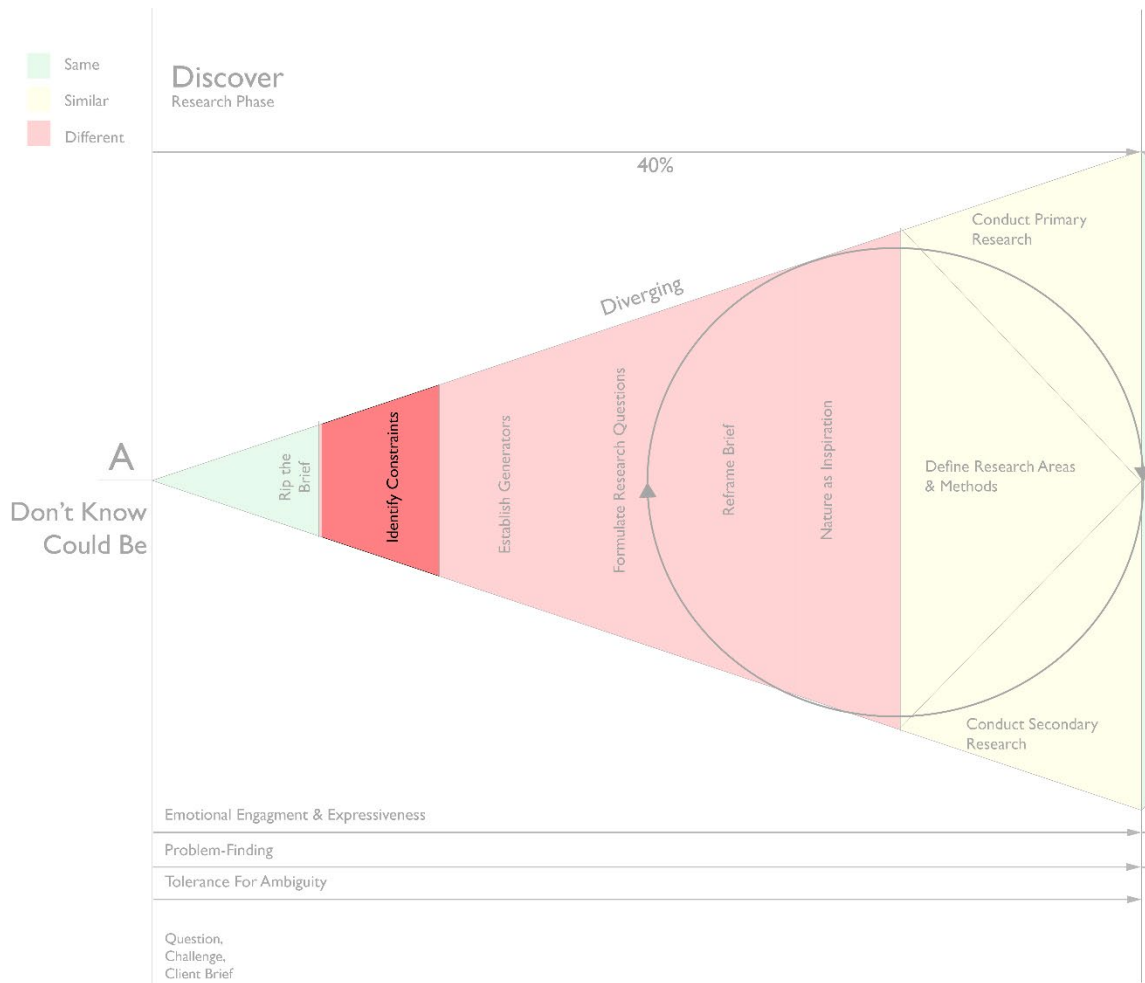 Same
Similar
Different
Discover
Research Phase
40%
Diverging
Conduct Primary
Research
A
Don't Know
Could Be
Rip the
Brief
Identify Constraints
Establish Generators
Formulate Research Questions
Reframe Brief
Nature as Inspiration
Define Research Areas
& Methods
Conduct Secondary
Research
Emotional Engagment & Expressiveness
Problem-Finding
Tolerance For Ambiguity
Question,
Challenge,
Client Brief